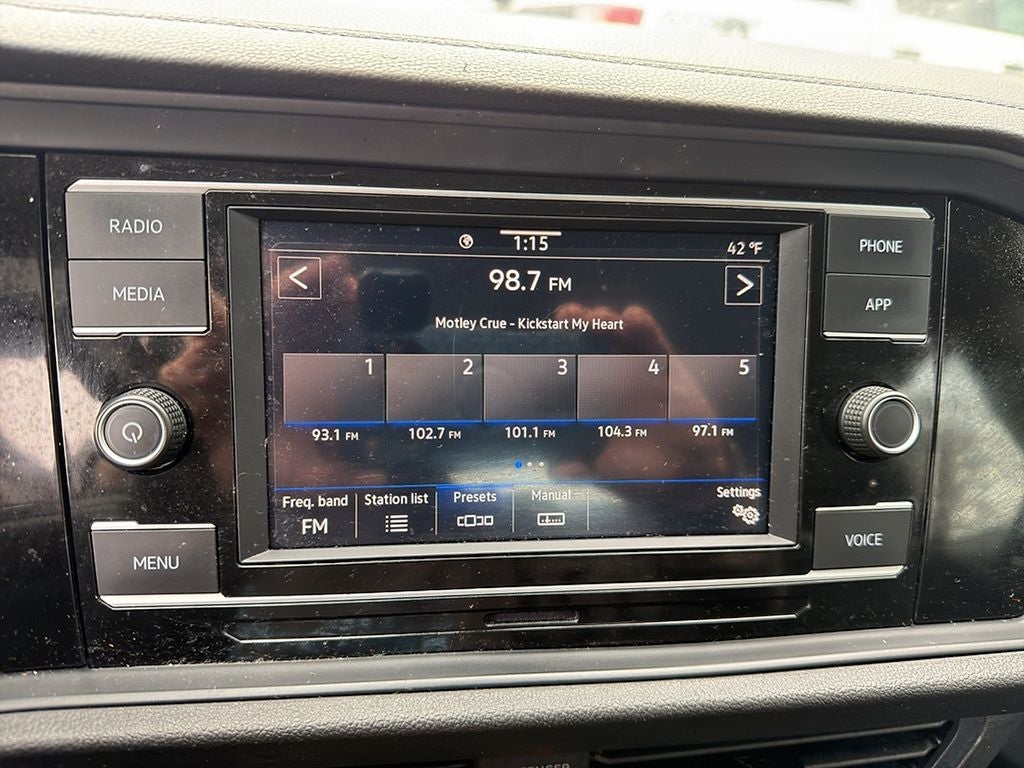 RADIO
MEDIA
MENU
1:15
42 °F
98.7 FM
Motley Crue - Kickstart My Heart
1 2 3 4 5
93.1 FM 102.7 FM 101.1 FM 104.3 FM 97.1 FM
Freq. band Station list Presets Manual Settings
FM
PHONE
APP
VOICE